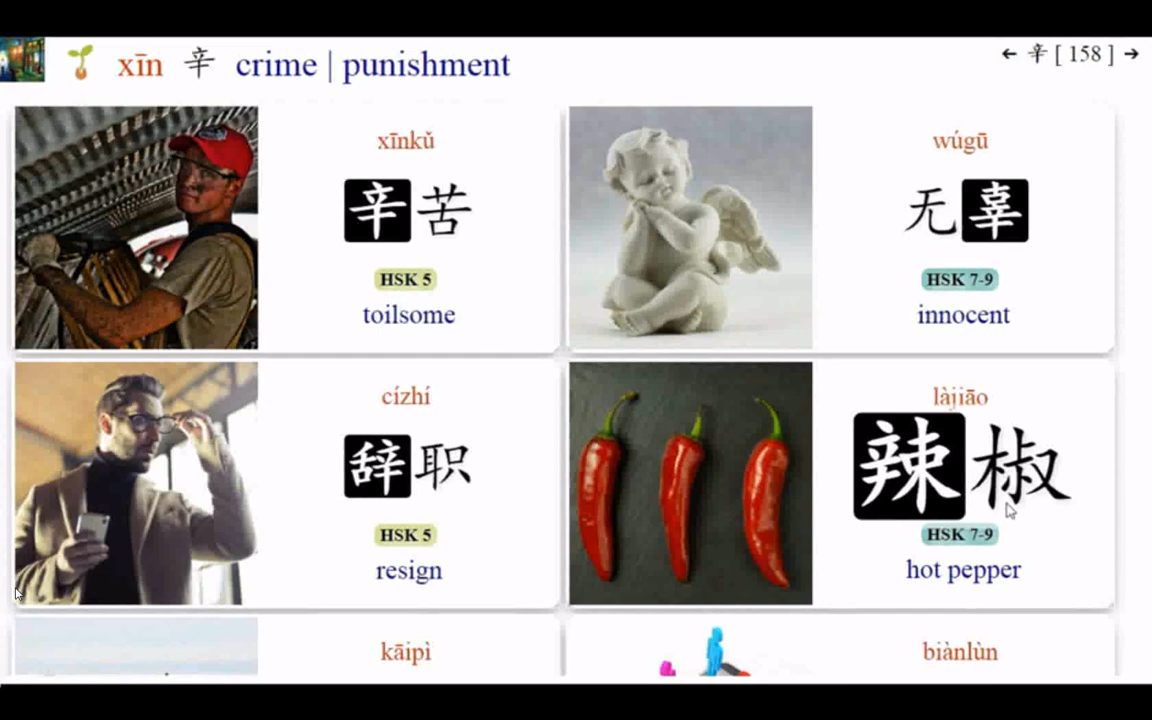 xīn 辛 crime | punishment
← 辛 [ 158 ] →
xīnkǔ
辛苦
HSK 5
toilsome
wúgū
无辜
HSK 7-9
innocent
cízhí
辞职
HSK 5
resign
làjiāo
辣椒
HSK 7-9
hot pepper
kāipì
biànlùn